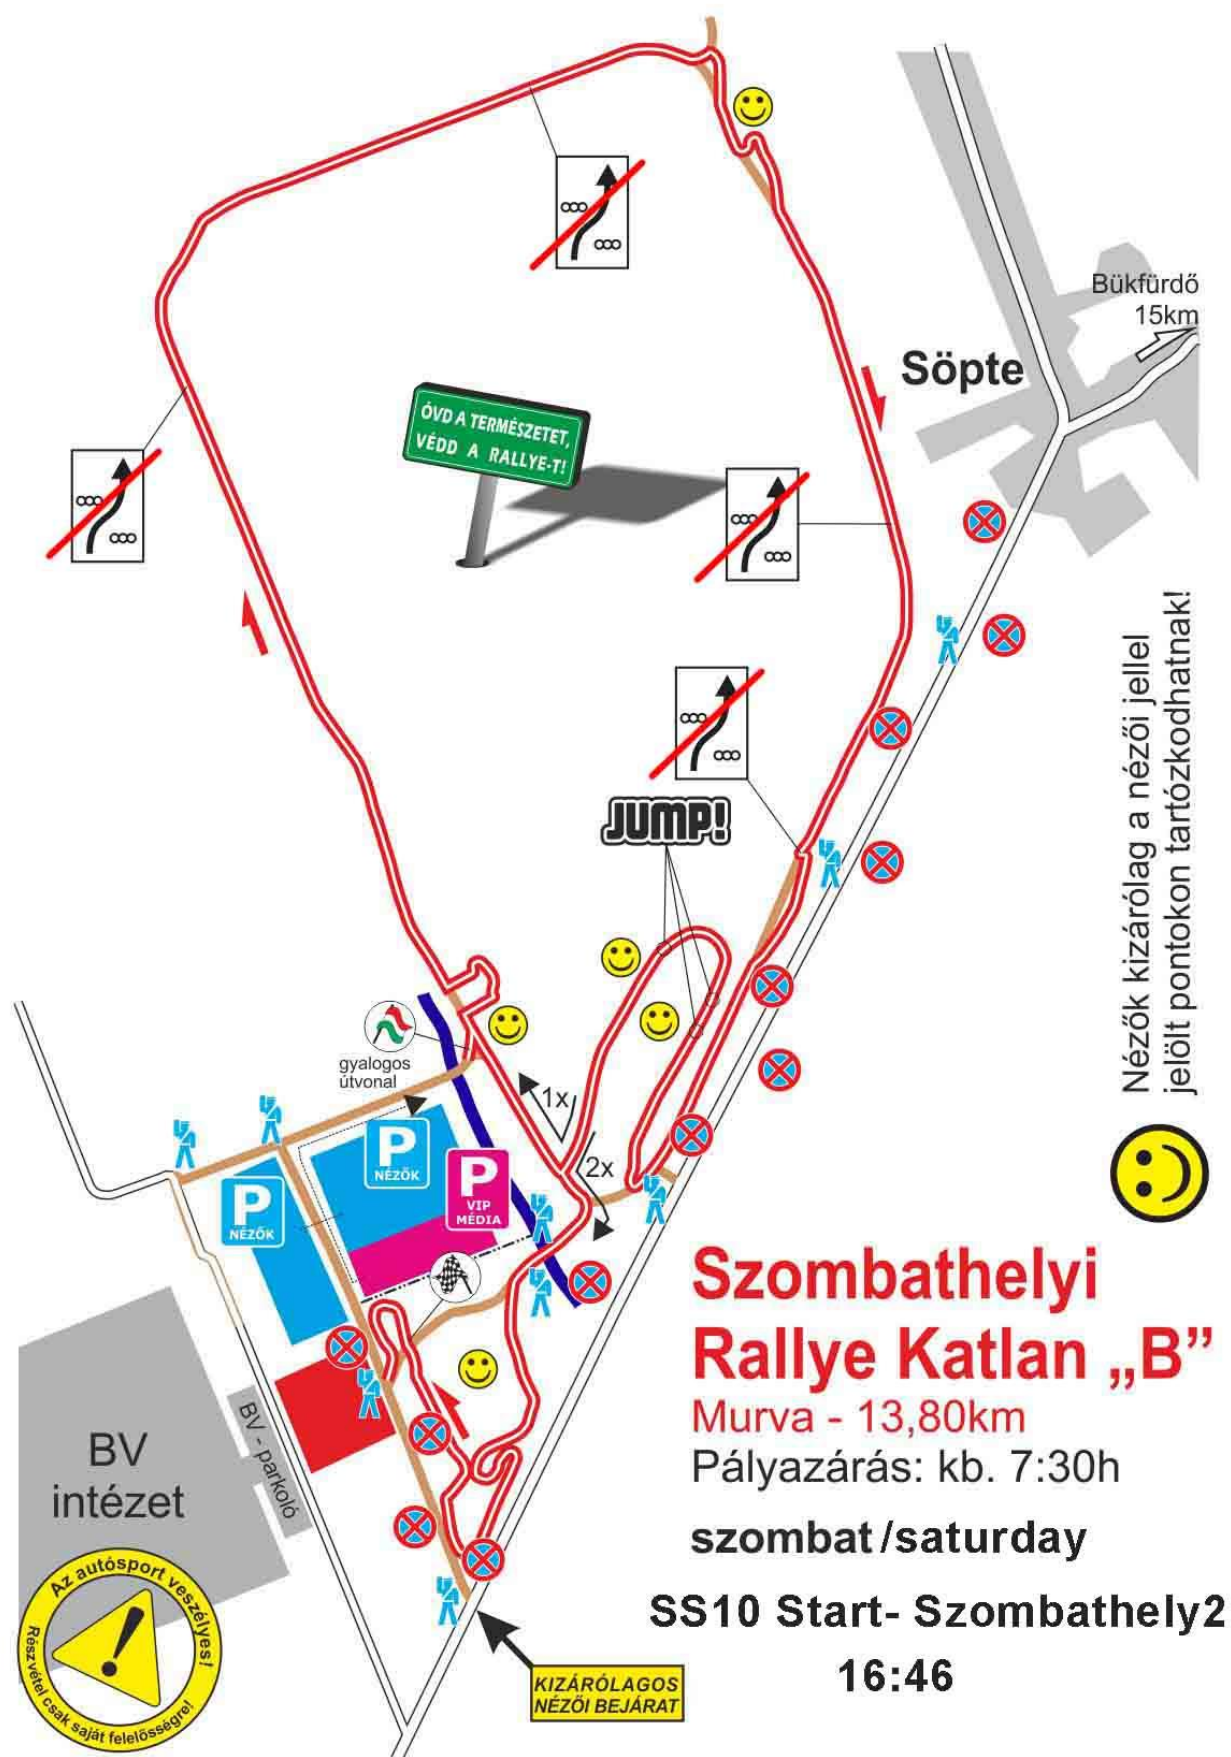 Bükfürdő
15km
Söpte
ÓVD A TERMÉSZETET,
VÉDD A RALLYE-T!
JUMP!
Nézők kizárólag a nézői jellel
jelölt pontokon tartózkodhatnak!
gyalogos
útvonal
1x
2x
P
NÉZŐK
P
NÉZŐK
P
VIP
MÉDIA
BV
intézet
BV - parkoló
Szombathelyi
Rallye Katlan „B”
Murva - 13,80km
Pályazárás: kb. 7:30h
szombat/saturday
SS10 Start- Szombathely2
16:46
Az autósport veszélyes!
Részvétel csak saját felelősségre!
KIZÁRÓLAGOS
NÉZŐI BEJÁRAT